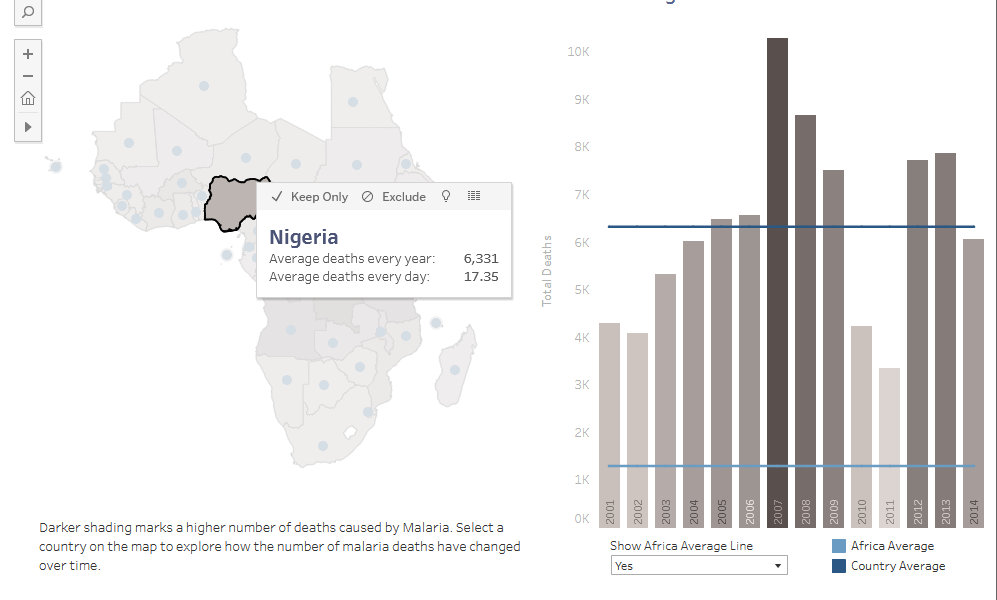 Keep Only
Exclude
Nigeria
Average deaths every year: 6,331
Average deaths every day: 17.35
Darker shading marks a higher number of deaths caused by Malaria. Select a
country on the map to explore how the number of malaria deaths have changed
over time.
Total Deaths
10K
9K
8K
7K
6K
5K
4K
3K
2K
1K
0K
2001
2002
2003
2004
2005
2006
2007
2008
2009
2010
2011
2012
2013
2014
Show Africa Average Line
Yes
Africa Average
Country Average